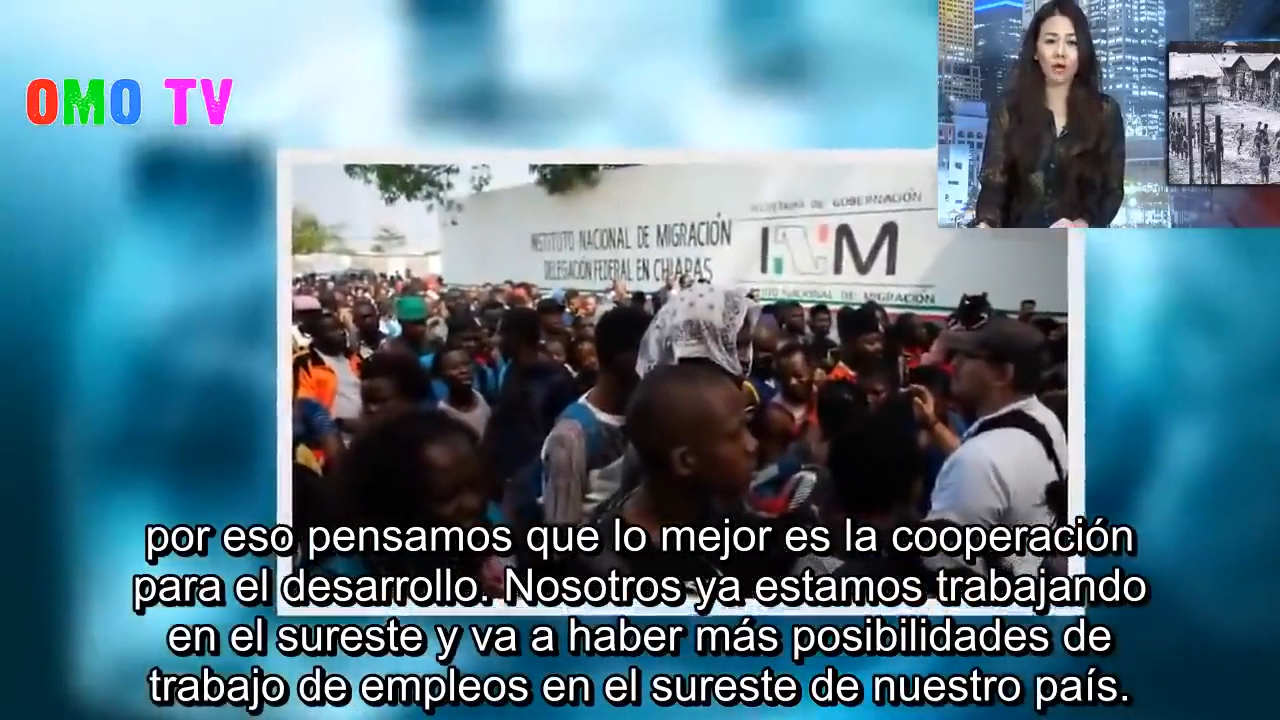 OMO TV
SECRETARÍA DE GOBERNACIÓN
INSTITUTO NACIONAL DE MIGRACIÓN
DELEGACIÓN FEDERAL EN CHIAPAS
INM
NACIONAL DE MIGRACIÓN
por eso pensamos que lo mejor es la cooperación
para el desarrollo. Nosotros ya estamos trabajando
en el sureste y va a haber más posibilidades de
trabajo de empleos en el sureste de nuestro país.